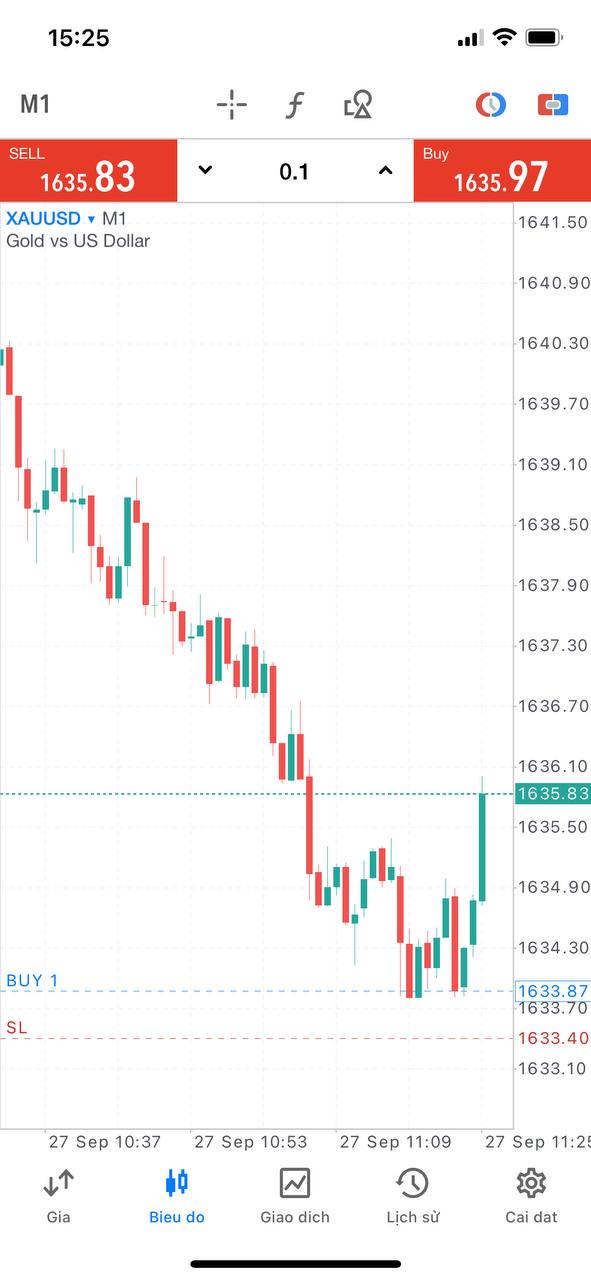 15:25
M1
SELL
1635.83
0.1
Buy
1635.97
XAUUSD ▾ M1
Gold vs US Dollar
1641.50
1640.90
1640.30
1639.70
1639.10
1638.50
1637.90
1637.30
1636.70
1636.10
1635.83
1635.50
1634.90
1634.30
BUY 1
1633.87
1633.70
SL
1633.40
1633.10
27 Sep 10:37 27 Sep 10:53 27 Sep 11:09 27 Sep 11:25
Gia Bieu do Giao dich Lịch sử Cai dat